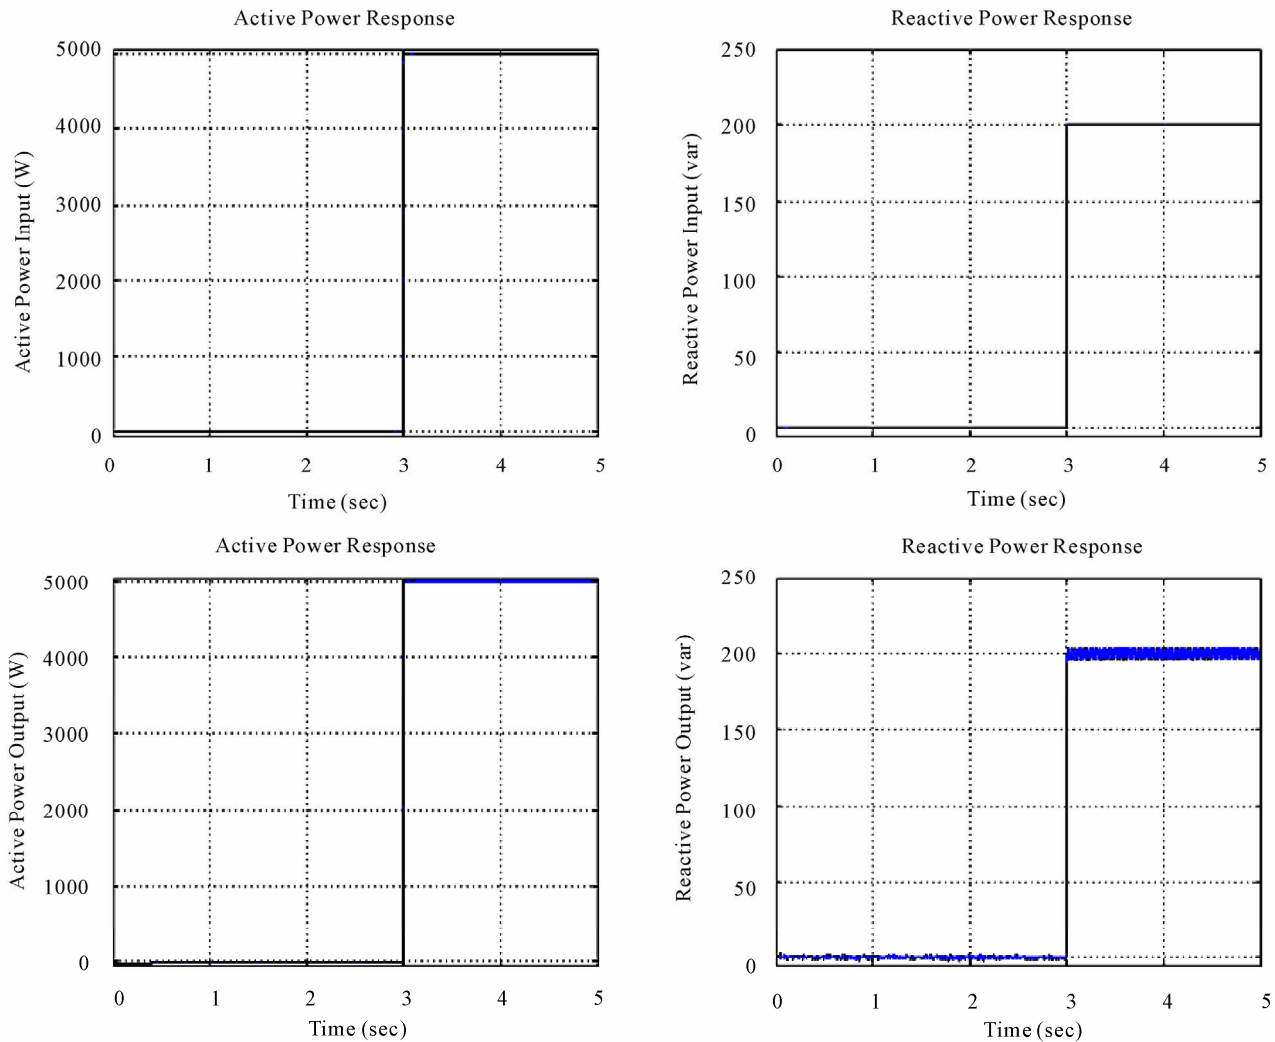 Active Power Response
Active Power Input (W)
5000
4000
3000
2000
1000
0
0 1 2 3 4 5
Time (sec)
Reactive Power Response
Reactive Power Input (var)
250
200
150
100
50
0
0 1 2 3 4 5
Time (sec)
Active Power Response
Active Power Output (W)
5000
4000
3000
2000
1000
0
0 1 2 3 4 5
Time (sec)
Reactive Power Response
Reactive Power Output (var)
250
200
150
100
50
0
0 1 2 3 4 5
Time (sec)